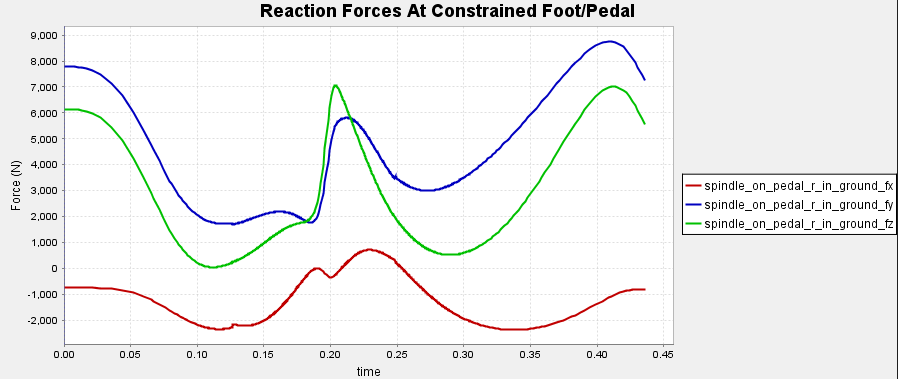 Reaction Forces At Constrained Foot/Pedal
9,000
8,000
7,000
6,000
5,000
4,000
3,000
2,000
1,000
0
-1,000
-2,000
Force (N)
0.00 0.05 0.10 0.15 0.20 0.25 0.30 0.35 0.40 0.45
time
spindle_on_pedal_r_in_ground_fx
spindle_on_pedal_r_in_ground_fy
spindle_on_pedal_r_in_ground_fz